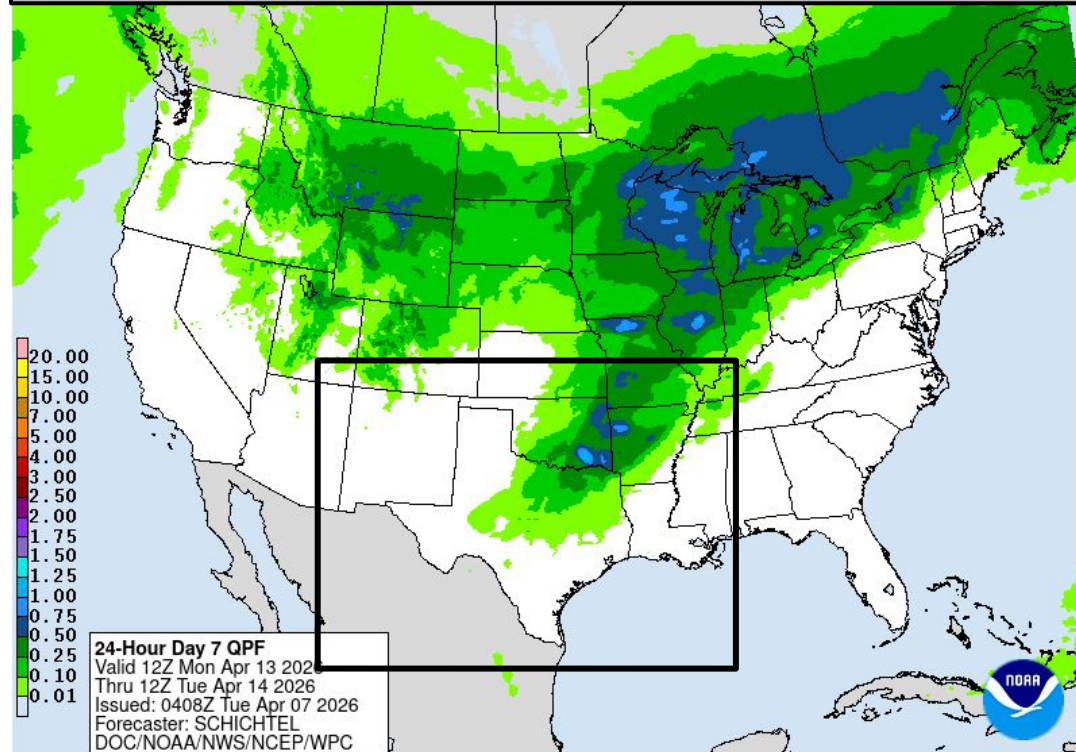 20.00
15.00
10.00
7.00
5.00
4.00
3.00
2.50
2.00
1.75
1.50
1.25
1.00
0.75
0.50
0.25
0.10
0.01
24-Hour Day 7 QPF
Valid 12Z Mon Apr 13 2026
Thru 12Z Tue Apr 14 2026
Issued: 0408Z Tue Apr 07 2026
Forecaster: SCHICHTEL
DOC/NOAA/NWS/NCEP/WPC
NOAA